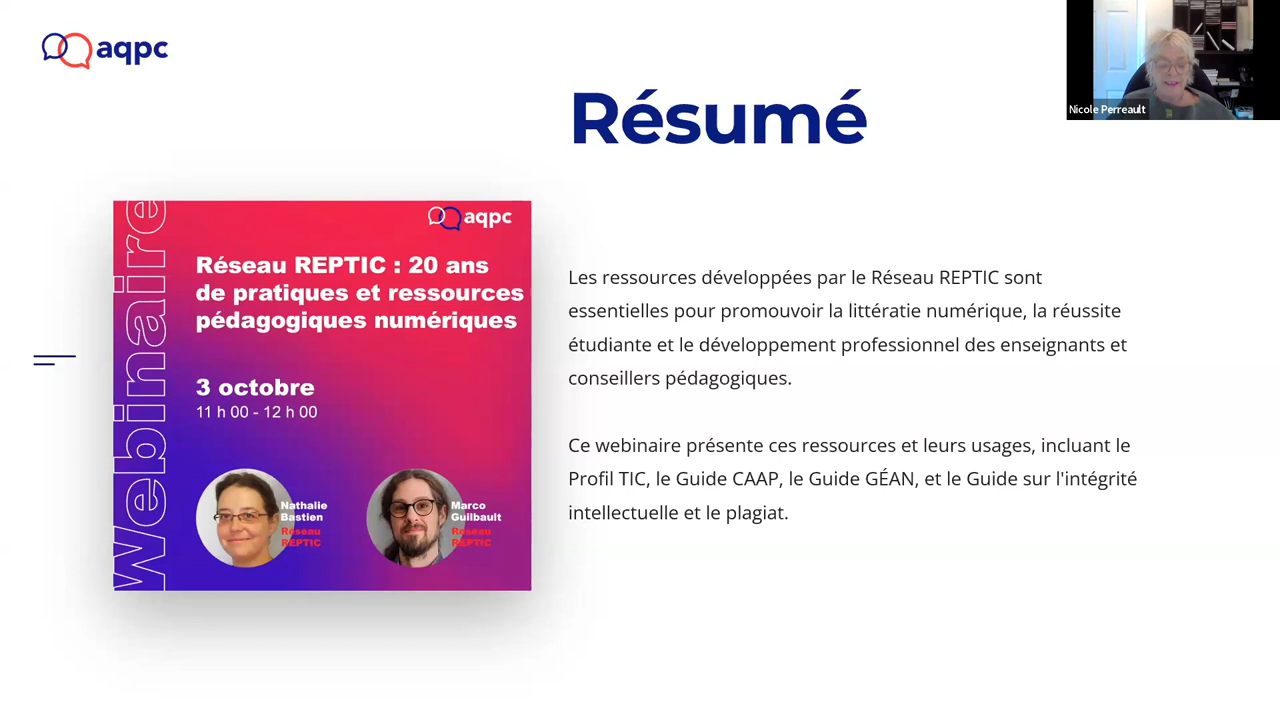 aqpc
Résumé
Nicole Perreault
Webinaire
aqpc
Réseau REPTIC : 20 ans
de pratiques et ressources
pédagogiques numériques
3 octobre
11 h 00 - 12 h 00
Nathalie
Bastien
Réseau
REPTIC
Marco
Guilbault
Réseau
REPTIC
Les ressources développées par le Réseau REPTIC sont
essentielles pour promouvoir la littératie numérique, la réussite
étudiante et le développement professionnel des enseignants et
conseillers pédagogiques.
Ce webinaire présente ces ressources et leurs usages, incluant le
Profil TIC, le Guide CAAP, le Guide GÉAN, et le Guide sur l'intégrité
intellectuelle et le plagiat.